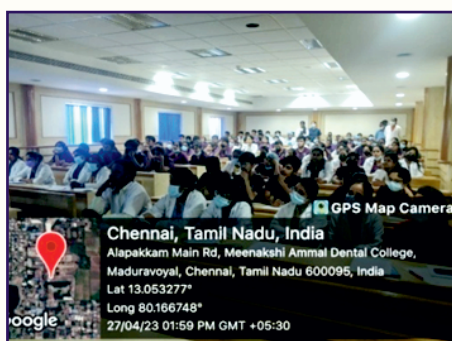 GPS Map Camera
Chennai, Tamil Nadu, India
Alapakkam Main Rd, Meenakshi Ammal Dental College,
Maduravoyal, Chennai, Tamil Nadu 600095, India
Lat 13.053277°
Long 80.166748°
27/04/23 01:59 PM GMT +05:30
oogle